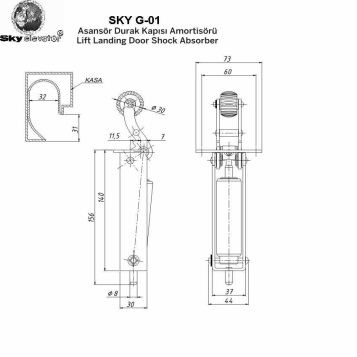 SKY G-01
Asansör Durak Kapısı Amortisörü
Lift Landing Door Shock Absorber
Sky elevator
KASA
32
31
73
60
ø 30
11,5
7
156
140
ø 8
30
37
44